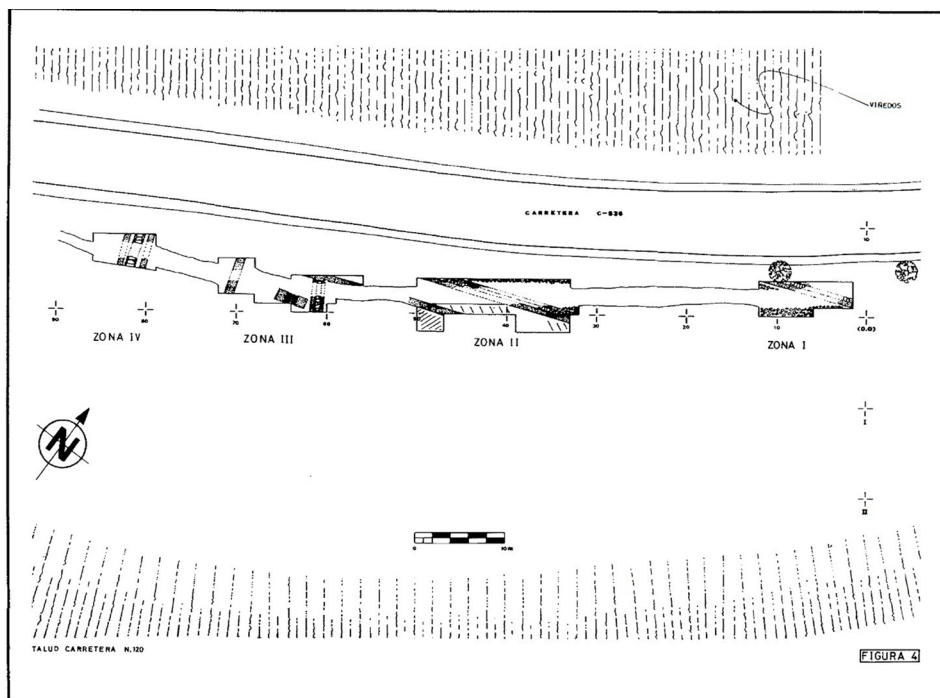 VIÑEDOS
CARRETERA C-536
10
90
80
70
60
50
40
30
20
10
(0.0)
ZONA IV
ZONA III
ZONA II
ZONA I
N
I
II
0
10 m
TALUD CARRETERA N.120
FIGURA 4